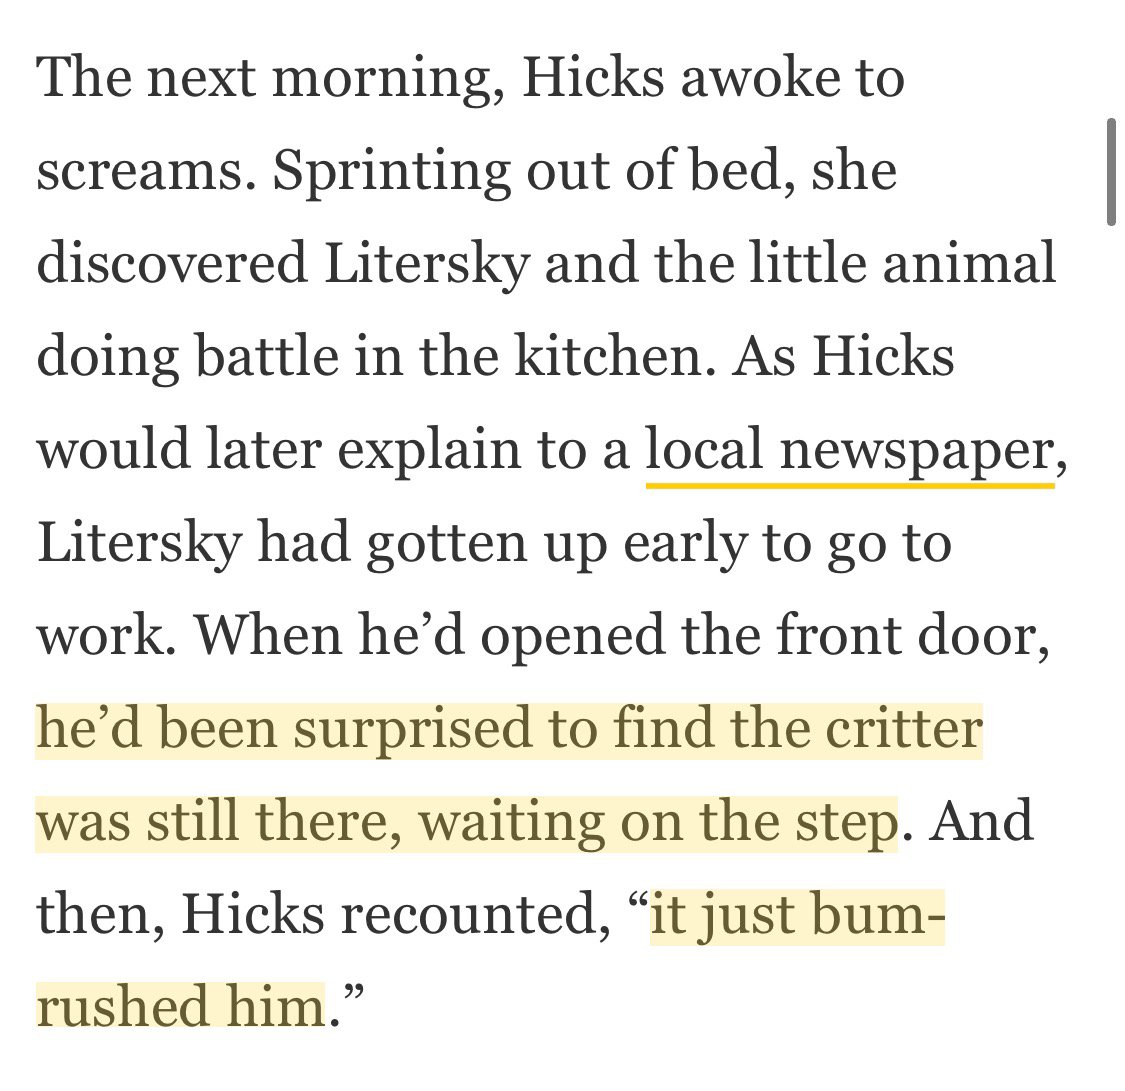 The next morning, Hicks awoke to
screams. Sprinting out of bed, she
discovered Litersky and the little animal
doing battle in the kitchen. As Hicks
would later explain to a local newspaper,
Litersky had gotten up early to go to
work. When he’d opened the front door,
he’d been surprised to find the critter
was still there, waiting on the step. And
then, Hicks recounted, “it just bum-
rushed him.”